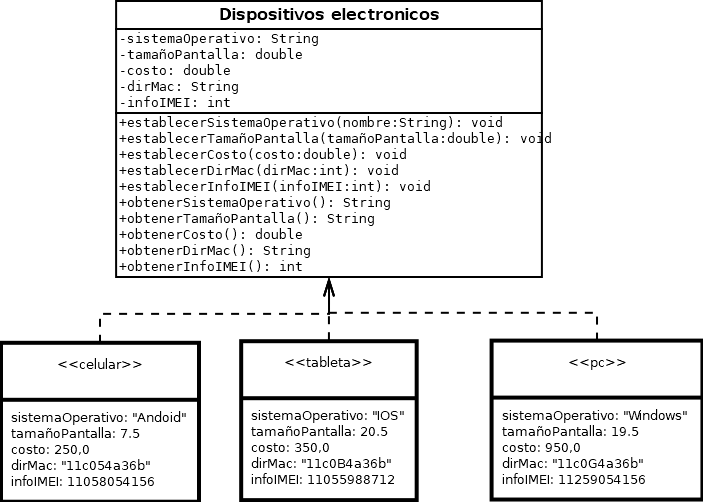 Dispositivos electronicos
-sistemaOperativo: String
-tamañoPantalla: double
-costo: double
-dirMac: String
-infoIMEI: int
+establecerSistemaOperativo(nombre:String): void
+establecerTamañoPantalla(tamañoPantalla:double): void
+establecerCosto(costo:double): void
+establecerDirMac(dirMac:int): void
+establecerInfoIMEI(infoIMEI:int): void
+obtenerSistemaOperativo(): String
+obtenerTamañoPantalla(): String
+obtenerCosto(): double
+obtenerDirMac(): String
+obtenerInfoIMEI(): int
<<celular>>
sistemaOperativo: "Andoid"
tamañoPantalla: 7.5
costo: 250,0
dirMac: "11c054a36b"
infoIMEI: 11058054156
<<tableta>>
sistemaOperativo: "IOS"
tamañoPantalla: 20.5
costo: 350,0
dirMac: "11c0B4a36b"
infoIMEI: 11055988712
<<pc>>
sistemaOperativo: "Windows"
tamañoPantalla: 19.5
costo: 950,0
dirMac: "11c0G4a36b"
infoIMEI: 11259054156